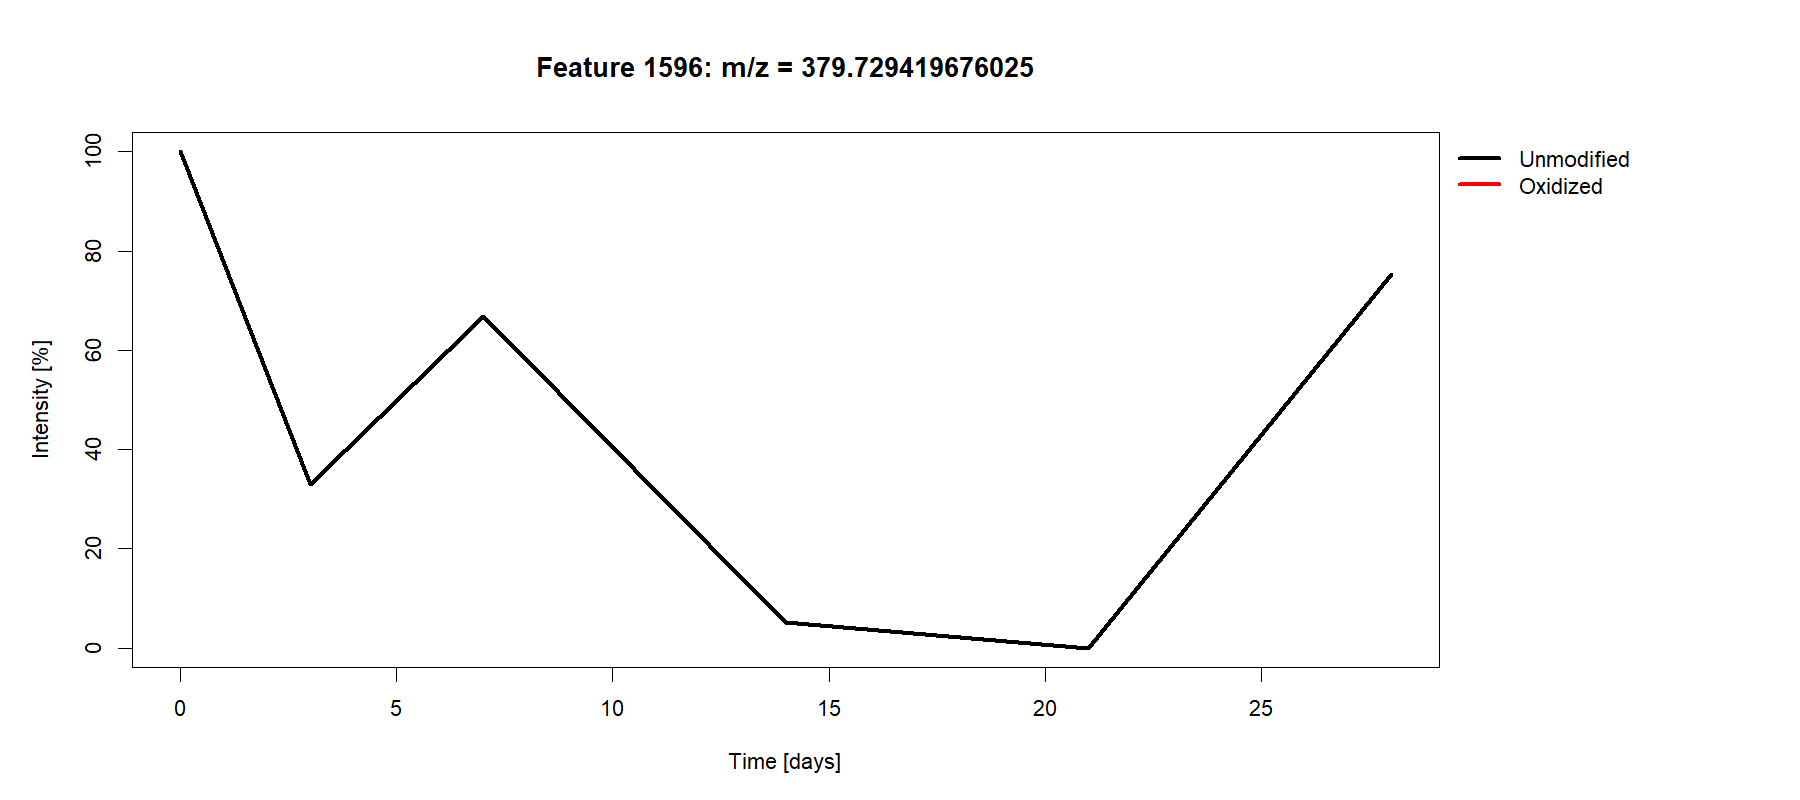 Feature 1596: m/z = 379.729419676025
Unmodified
Oxidized
Intensity [%]
100
80
60
40
20
0
0 5 10 15 20 25
Time [days]